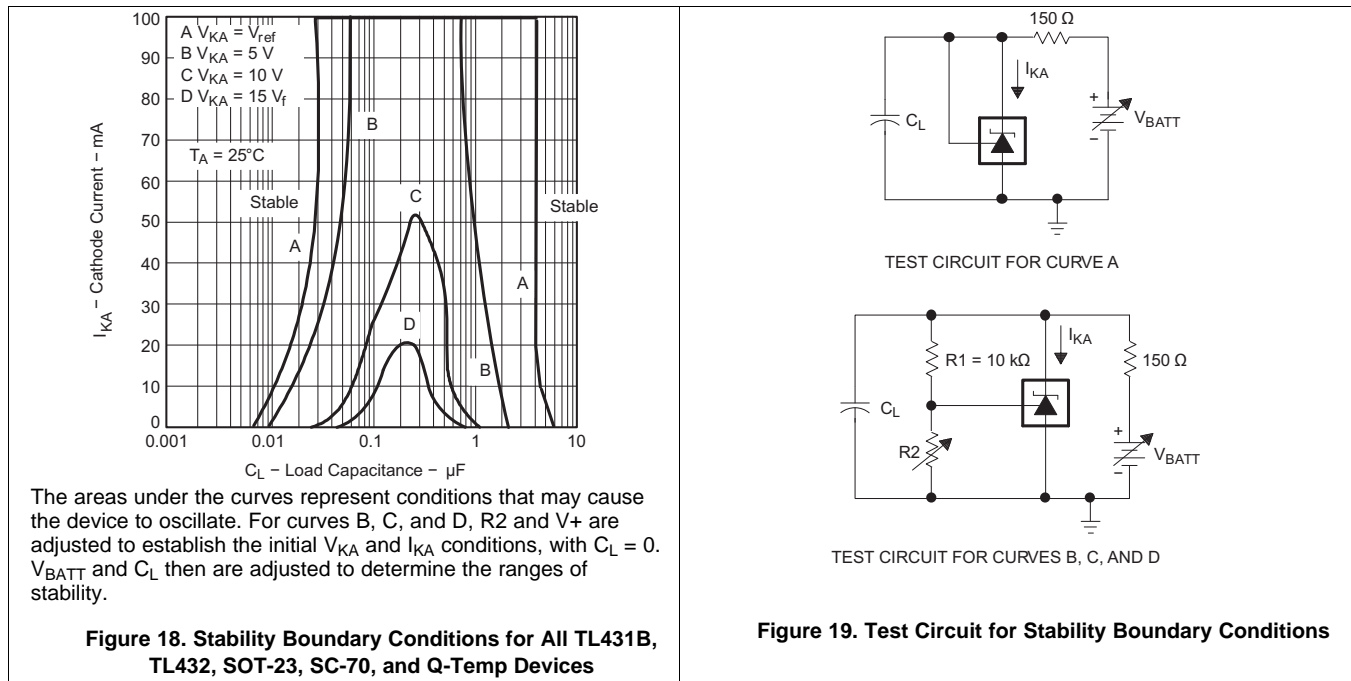 100
90
80
70
60
50
40
30
20
10
0
I_KA − Cathode Current − mA
A V_KA = V_ref
B V_KA = 5 V
C V_KA = 10 V
D V_KA = 15 V_f
T_A = 25°C
B
Stable
C
Stable
A
A
D
B
0.001 0.01 0.1 1 10
C_L − Load Capacitance − µF
The areas under the curves represent conditions that may cause
the device to oscillate. For curves B, C, and D, R2 and V+ are
adjusted to establish the initial V_KA and I_KA conditions, with C_L = 0.
V_BATT and C_L then are adjusted to determine the ranges of
stability.
Figure 18. Stability Boundary Conditions for All TL431B,
TL432, SOT-23, SC-70, and Q-Temp Devices
150 Ω
I_KA
C_L
+
V_BATT
−
TEST CIRCUIT FOR CURVE A
I_KA
R1 = 10 kΩ
150 Ω
C_L
R2
+
V_BATT
−
TEST CIRCUIT FOR CURVES B, C, AND D
Figure 19. Test Circuit for Stability Boundary Conditions